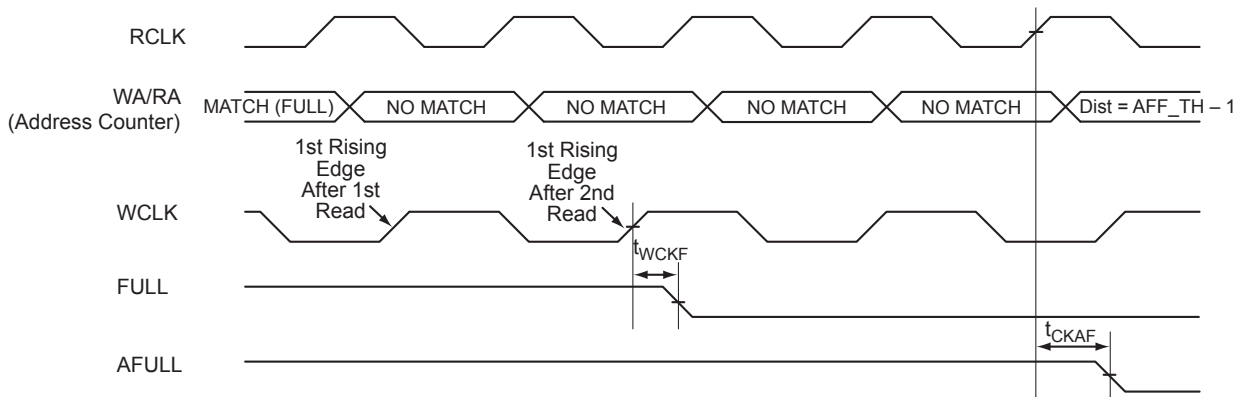 RCLK
WA/RA
(Address Counter)
MATCH (FULL)
NO MATCH
NO MATCH
NO MATCH
NO MATCH
Dist = AFF_TH – 1
1st Rising
Edge
After 1st
Read
1st Rising
Edge
After 2nd
Read
WCLK
tWCKF
FULL
tCKAF
AFULL